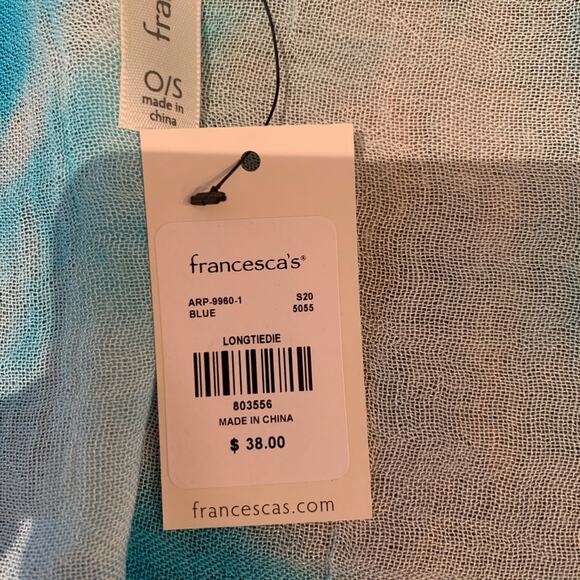 fra
O/S
made in
china
francesca's®
ARP-9960-1 S20
BLUE 5055
LONGTIEDIE
803556
MADE IN CHINA
$ 38.00
francescas.com